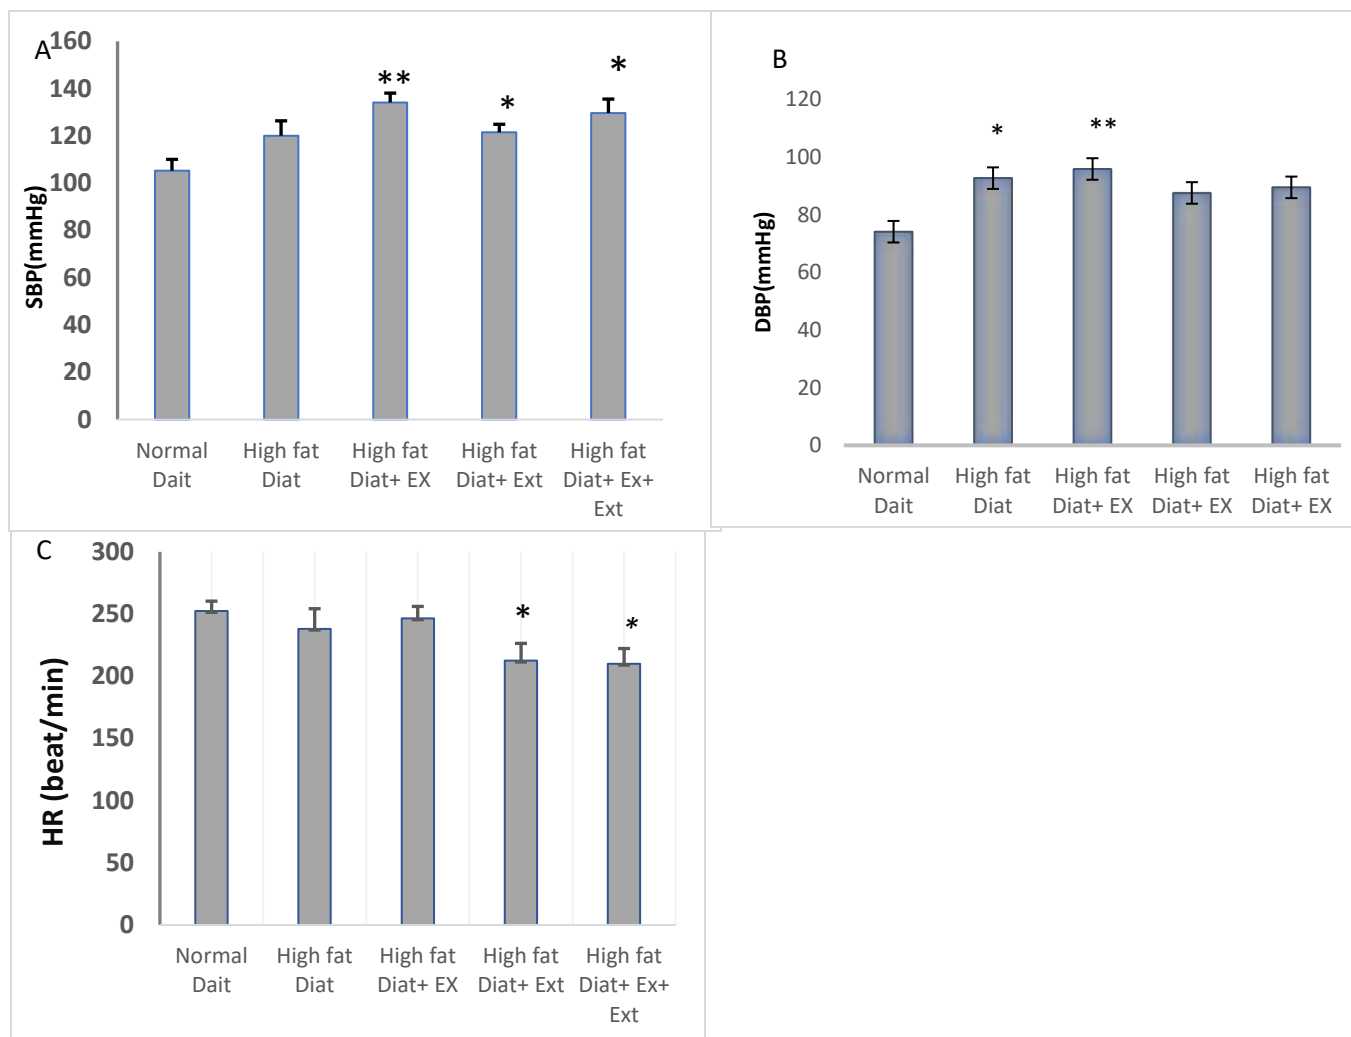 A
160
140
120
100
80
60
40
20
0
SBP(mmHg)
**
*
*
Normal
Dait
High fat
Diat
High fat
Diat+ EX
High fat
Diat+ Ext
High fat
Diat+ Ex+
Ext
B
120
100
80
60
40
20
0
DBP(mmHg)
*
**
Normal
Dait
High fat
Diat
High fat
Diat+ EX
High fat
Diat+ EX
High fat
Diat+ EX
C
300
250
200
150
100
50
0
HR (beat/min)
*
*
Normal
Dait
High fat
Diat
High fat
Diat+ EX
High fat
Diat+ Ext
High fat
Diat+ Ex+
Ext